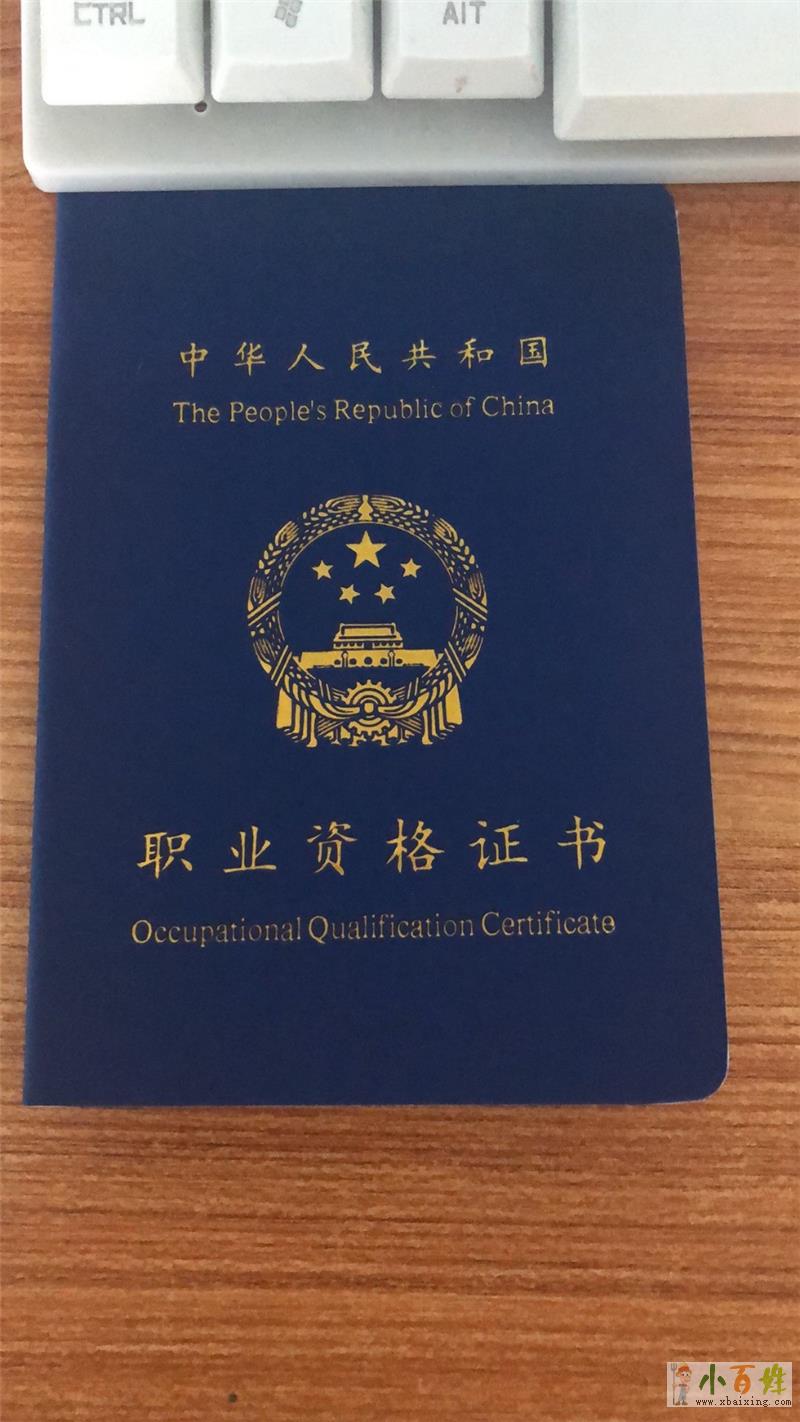 CTRL
AlT
中华人民共和国
The People's Republic of China
职业资格证书
Occupational Qualification Certificate
小百姓
www.xbaixing.com